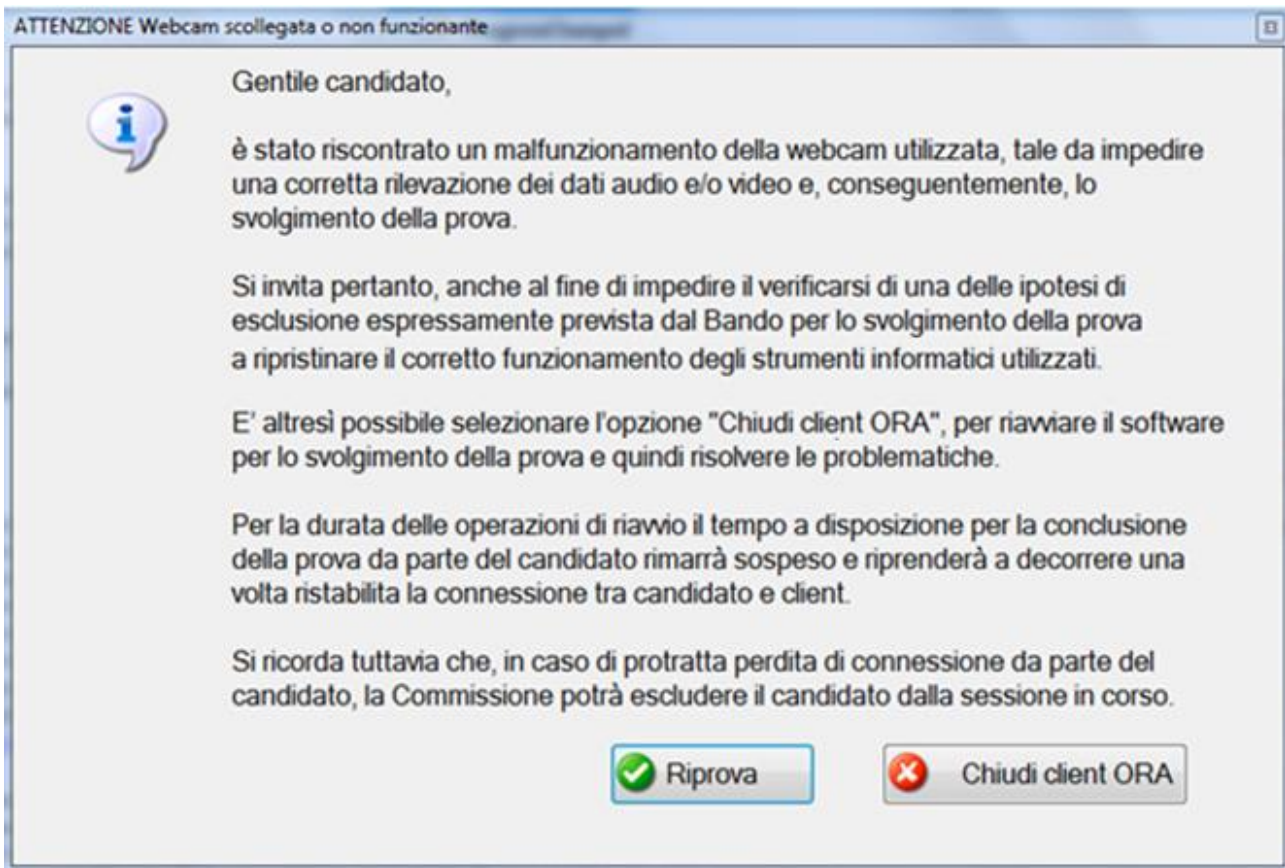 ATTENZIONE Webcam scollegata o non funzionante
Gentile candidato,
è stato riscontrato un malfunzionamento della webcam utilizzata, tale da impedire
una corretta rilevazione dei dati audio e/o video e, conseguentemente, lo
svolgimento della prova.
Si invita pertanto, anche al fine di impedire il verificarsi di una delle ipotesi di
esclusione espressamente prevista dal Bando per lo svolgimento della prova
a ripristinare il corretto funzionamento degli strumenti informatici utilizzati.
E' altresì possibile selezionare l'opzione "Chiudi client ORA", per riavviare il software
per lo svolgimento della prova e quindi risolvere le problematiche.
Per la durata delle operazioni di riavvio il tempo a disposizione per la conclusione
della prova da parte del candidato rimarrà sospeso e riprenderà a decorrere una
volta ristabilita la connessione tra candidato e client.
Si ricorda tuttavia che, in caso di protratta perdita di connessione da parte del
candidato, la Commissione potrà escludere il candidato dalla sessione in corso.
Riprova
Chiudi client ORA